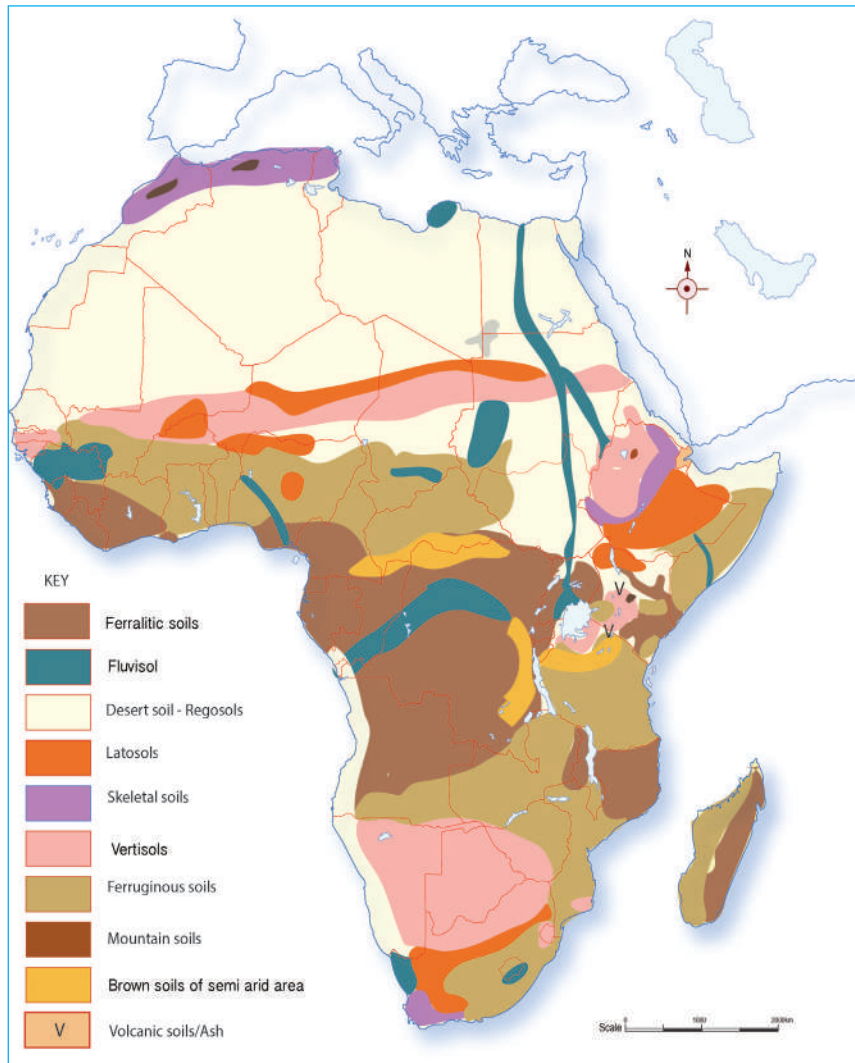 N
V
V
KEY
Ferralitic soils
Fluvisol
Desert soil - Regosols
Latosols
Skeletal soils
Vertisols
Ferruginous soils
Mountain soils
Brown soils of semi arid area
V Volcanic soils/Ash
Scale 0 1000 2000km